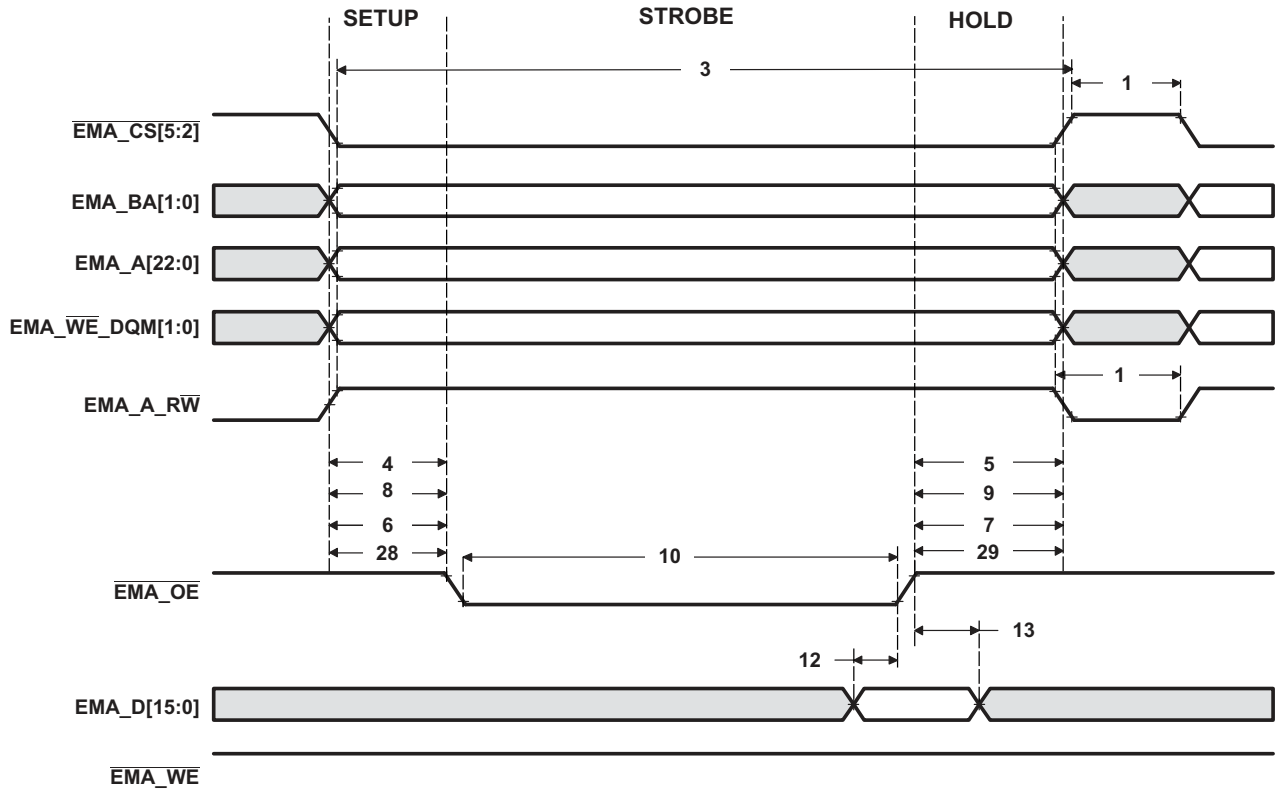 SETUP STROBE HOLD
3
1
EMA_CS[5:2]
EMA_BA[1:0]
EMA_A[22:0]
EMA_WE_DQM[1:0]
1
EMA_A_RW
4 5
8 9
6 7
28 10 29
EMA_OE
13
12
EMA_D[15:0]
EMA_WE